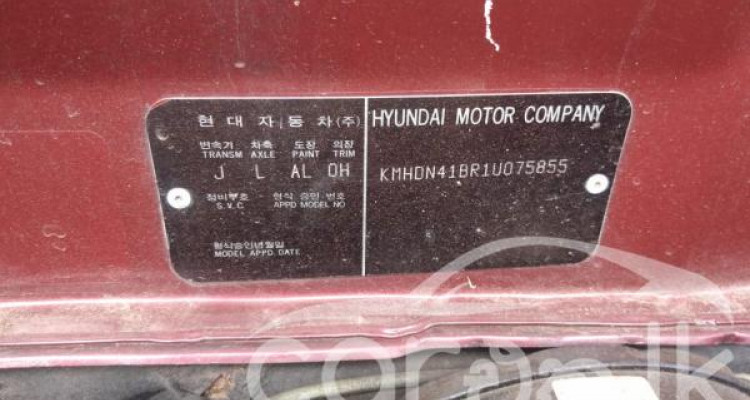 현 대 자 동 차 (주)
변속기 차축 도장 의장
TRANSM AXLE PAINT TRIM
J L AL OH
정비부호 형식 승인 번호
S.V.C APPD MODEL NO
형식승인년월일
MODEL APPD DATE
HYUNDAI MOTOR COMPANY
KMHDN41BR1U075855